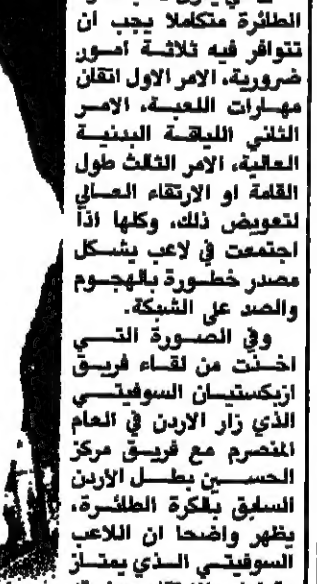 الطائرة متكاملا يجب ان
تتوافر فيه ثلاثة امور
ضرورية، الامر الاول اتقان
مهارات اللعبة، الامر
الثاني اللياقة البدنية
العالية، الامر الثالث طول
القامة او الارتقاء العالي
لتعويض ذلك، وكلها اذا
اجتمعت في لاعب يشكل
مصدر خطورة بالهجوم
والصد على الشبكة.
وفي الصورة التي
اخذت من لقاء فريق
ازبكستيان السوفيتي
الذي زار الاردن في العام
المنصرم مع فريق مركز
الحسين بطل الاردن
السابق بالكرة الطائرة،
يظهر واضحا ان اللاعب
السوفيتي الذي يمتاز